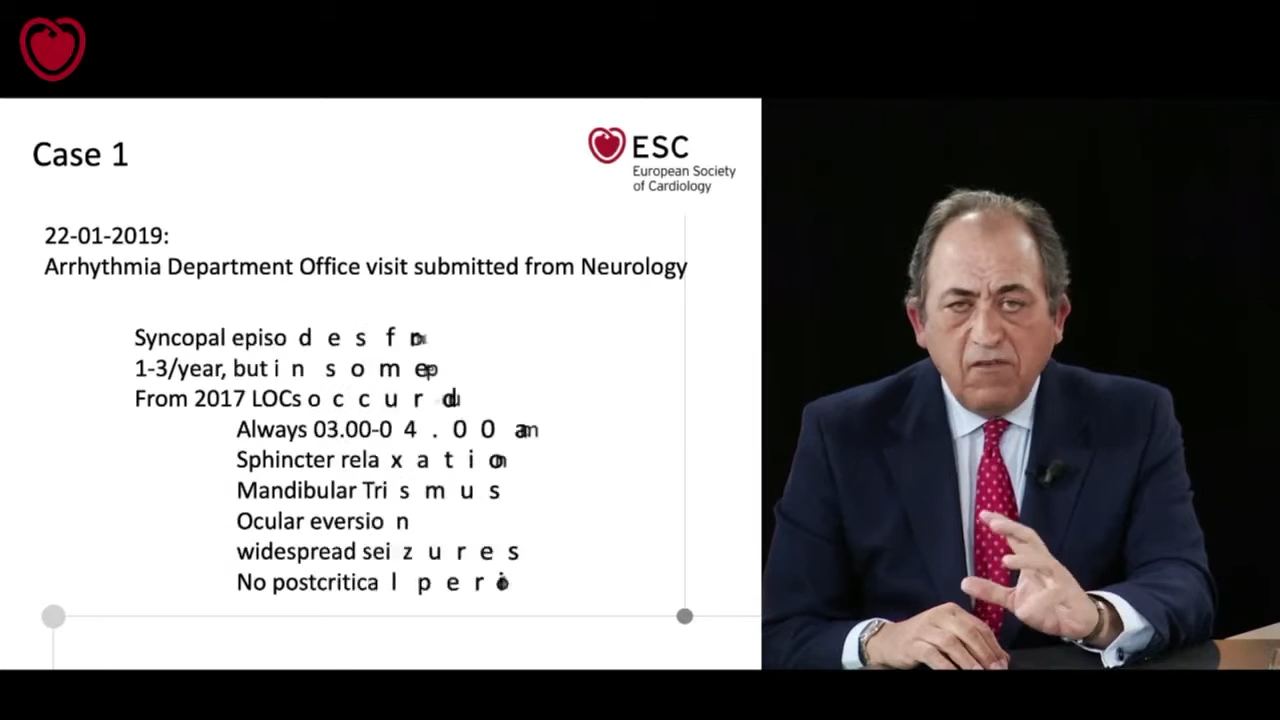 Case 1
ESC
European Society
of Cardiology
22-01-2019:
Arrhythmia Department Office visit submitted from Neurology
Syncopal episodes
1-3/year, but in some
From 2017 LOCs
Always 03.00-04.00
Sphincter relaxation
Mandibular Trismus
Ocular eversion
widespread seizures
No postcritical